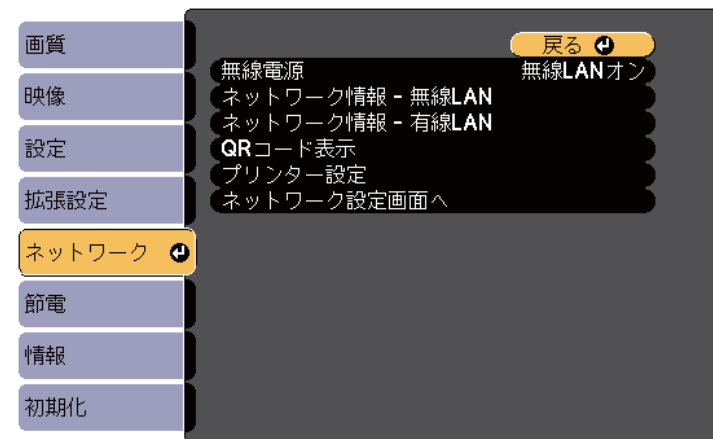 画質
映像
設定
拡張設定
ネットワーク
節電
情報
初期化
戻る
無線電源 無線LANオン
ネットワーク情報 - 無線LAN
ネットワーク情報 - 有線LAN
QRコード表示
プリンター設定
ネットワーク設定画面へ